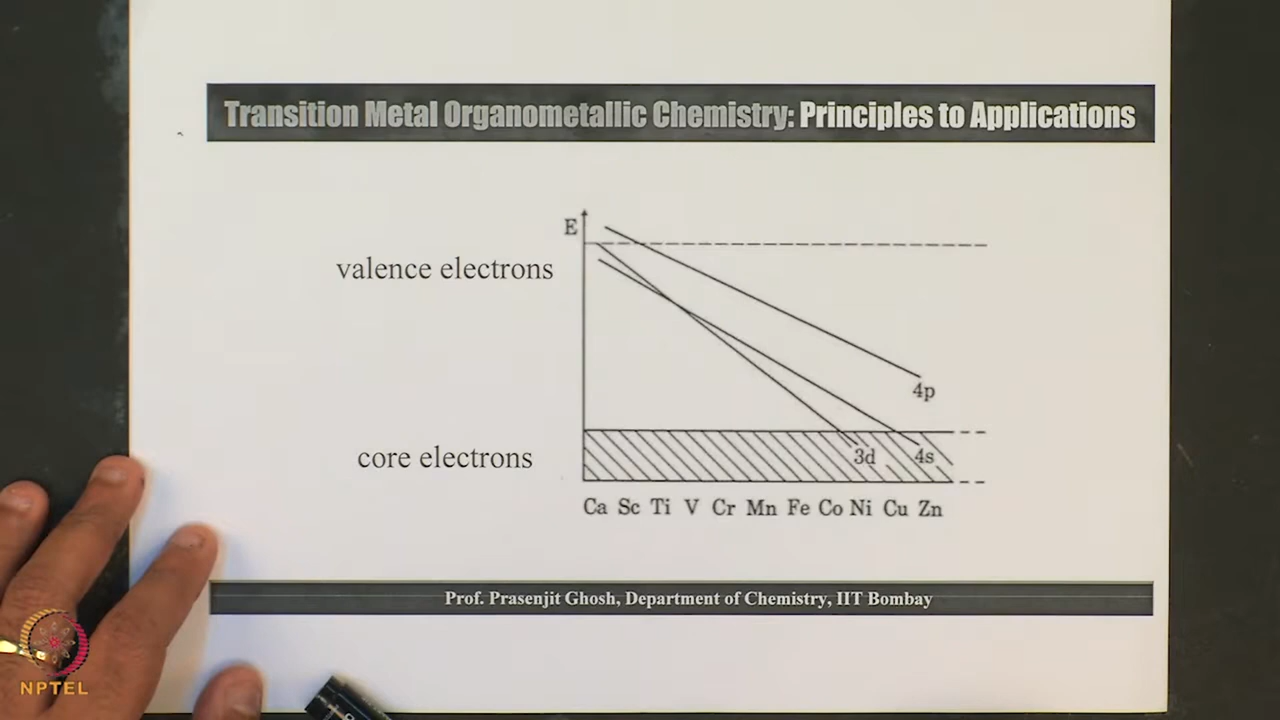 Transition Metal Organometallic Chemistry: Principles to Applications
E
valence electrons
4p
core electrons
3d 4s
Ca Sc Ti V Cr Mn Fe Co Ni Cu Zn
Prof. Prasenjit Ghosh, Department of Chemistry, IIT Bombay
NPTEL